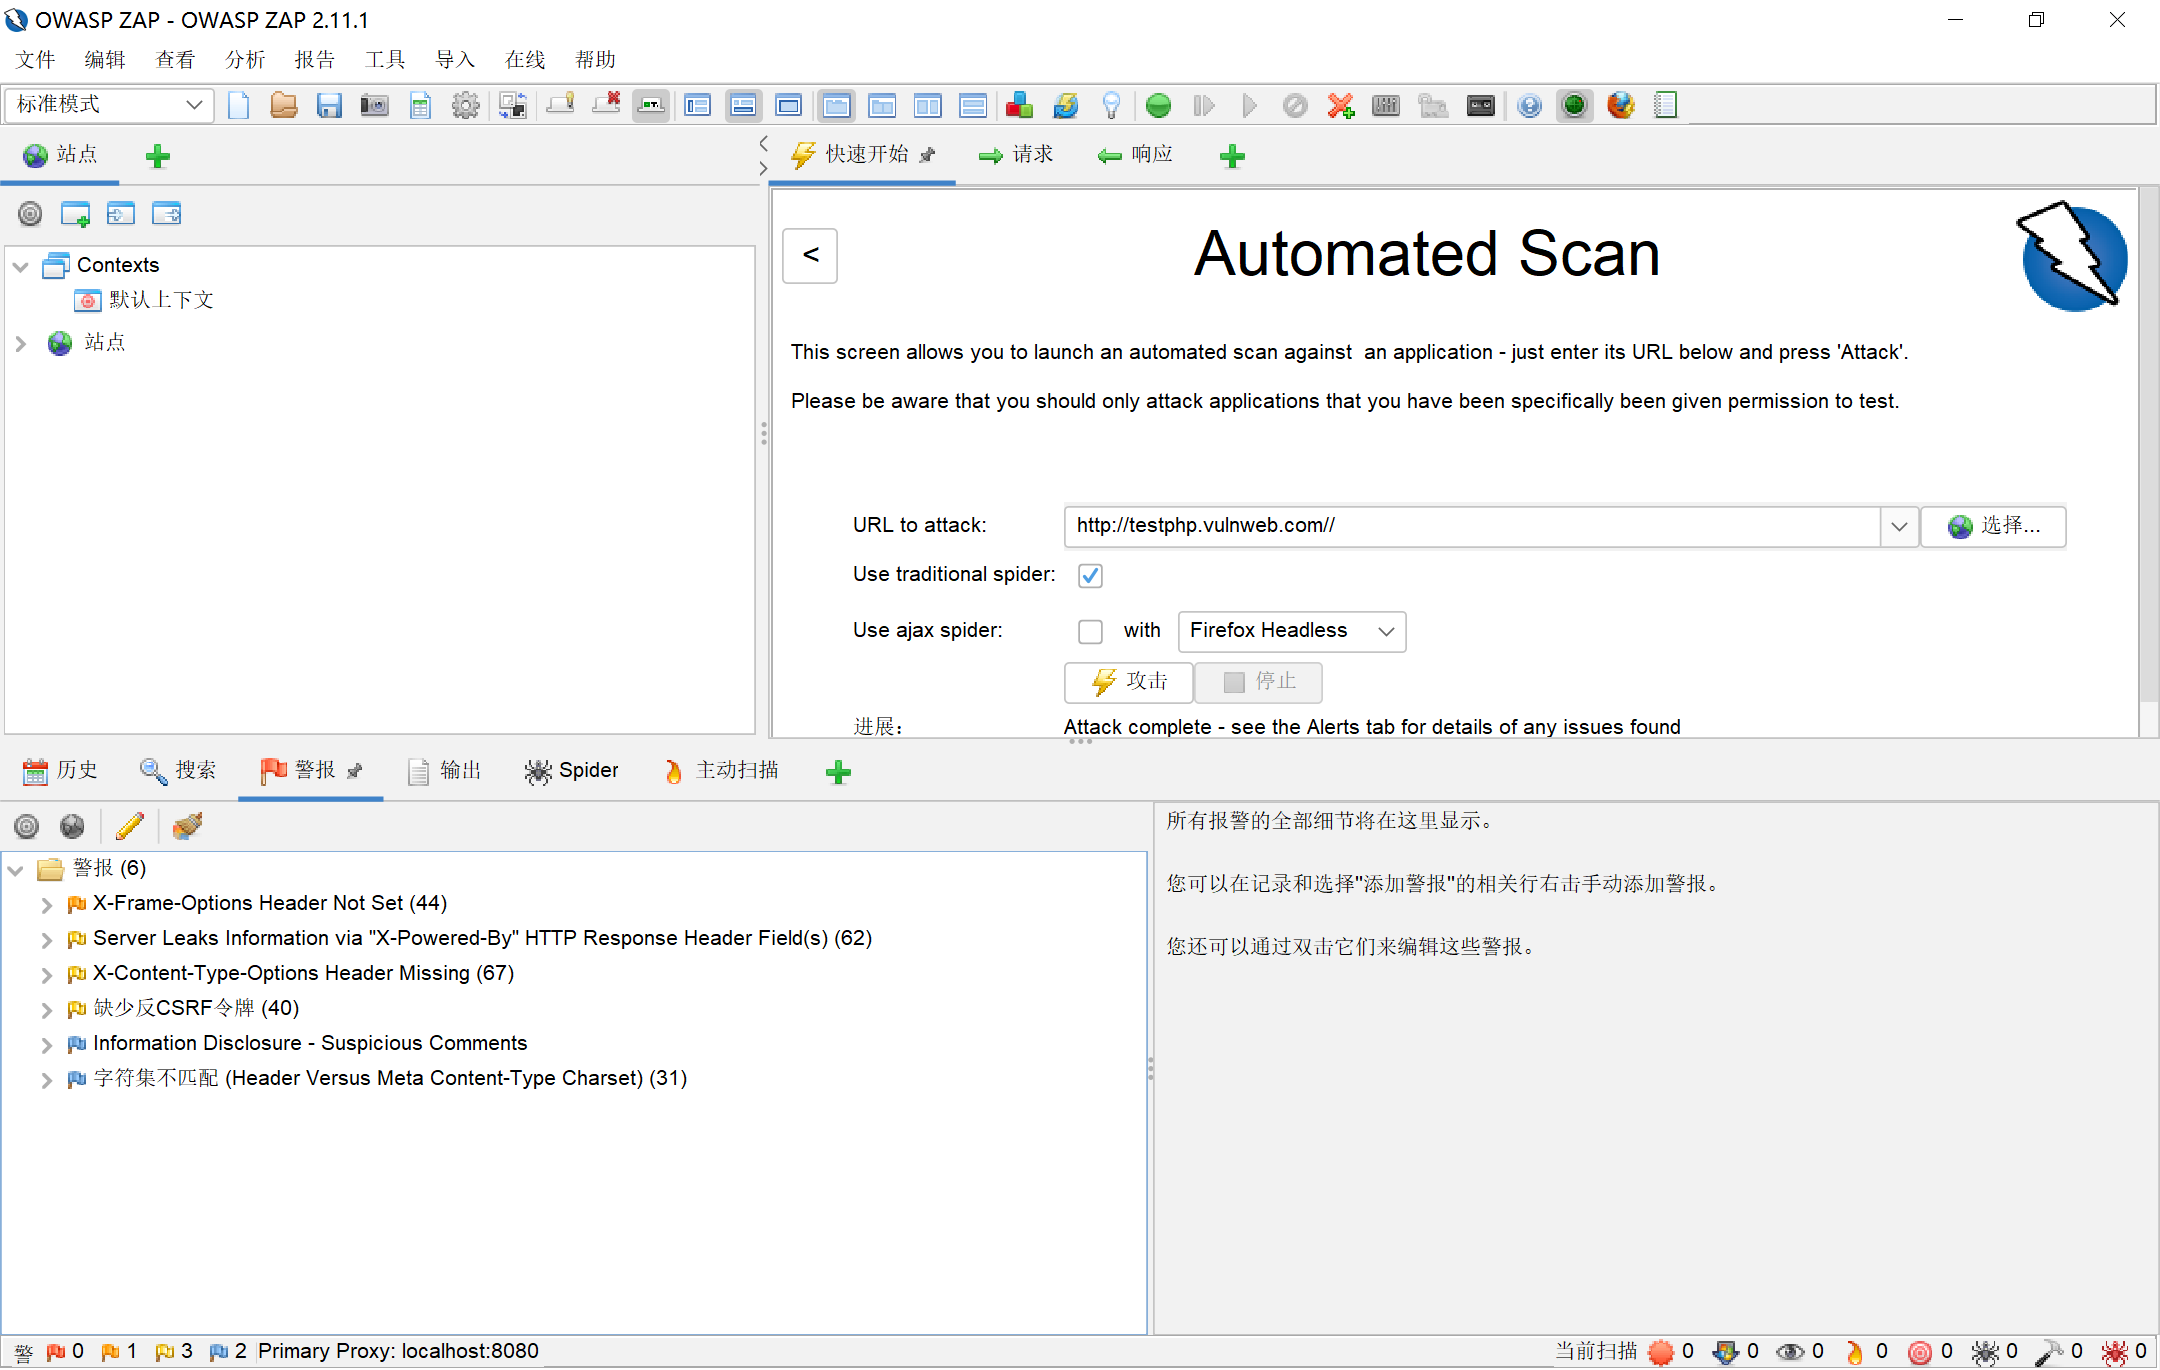 OWASP ZAP - OWASP ZAP 2.11.1
文件 编辑 查看 分析 报告 工具 导入 在线 帮助
标准模式
站点
快速开始 请求 响应
Contexts
默认上下文
站点
<
Automated Scan
This screen allows you to launch an automated scan against  an application - just enter its URL below and press 'Attack'.
Please be aware that you should only attack applications that you have been specifically been given permission to test.
URL to attack: http://testphp.vulnweb.com// 选择...
Use traditional spider:
Use ajax spider: with Firefox Headless
攻击 停止
进展： Attack complete - see the Alerts tab for details of any issues found
历史 搜索 警报 输出 Spider 主动扫描
警报 (6)
X-Frame-Options Header Not Set (44)
Server Leaks Information via "X-Powered-By" HTTP Response Header Field(s) (62)
X-Content-Type-Options Header Missing (67)
缺少反CSRF令牌 (40)
Information Disclosure - Suspicious Comments
字符集不匹配 (Header Versus Meta Content-Type Charset) (31)
所有报警的全部细节将在这里显示。
您可以在记录和选择"添加警报"的相关行右击手动添加警报。
您还可以通过双击它们来编辑这些警报。
警 0 1 3 2 Primary Proxy: localhost:8080 当前扫描 0 0 0 0 0 0 0 0